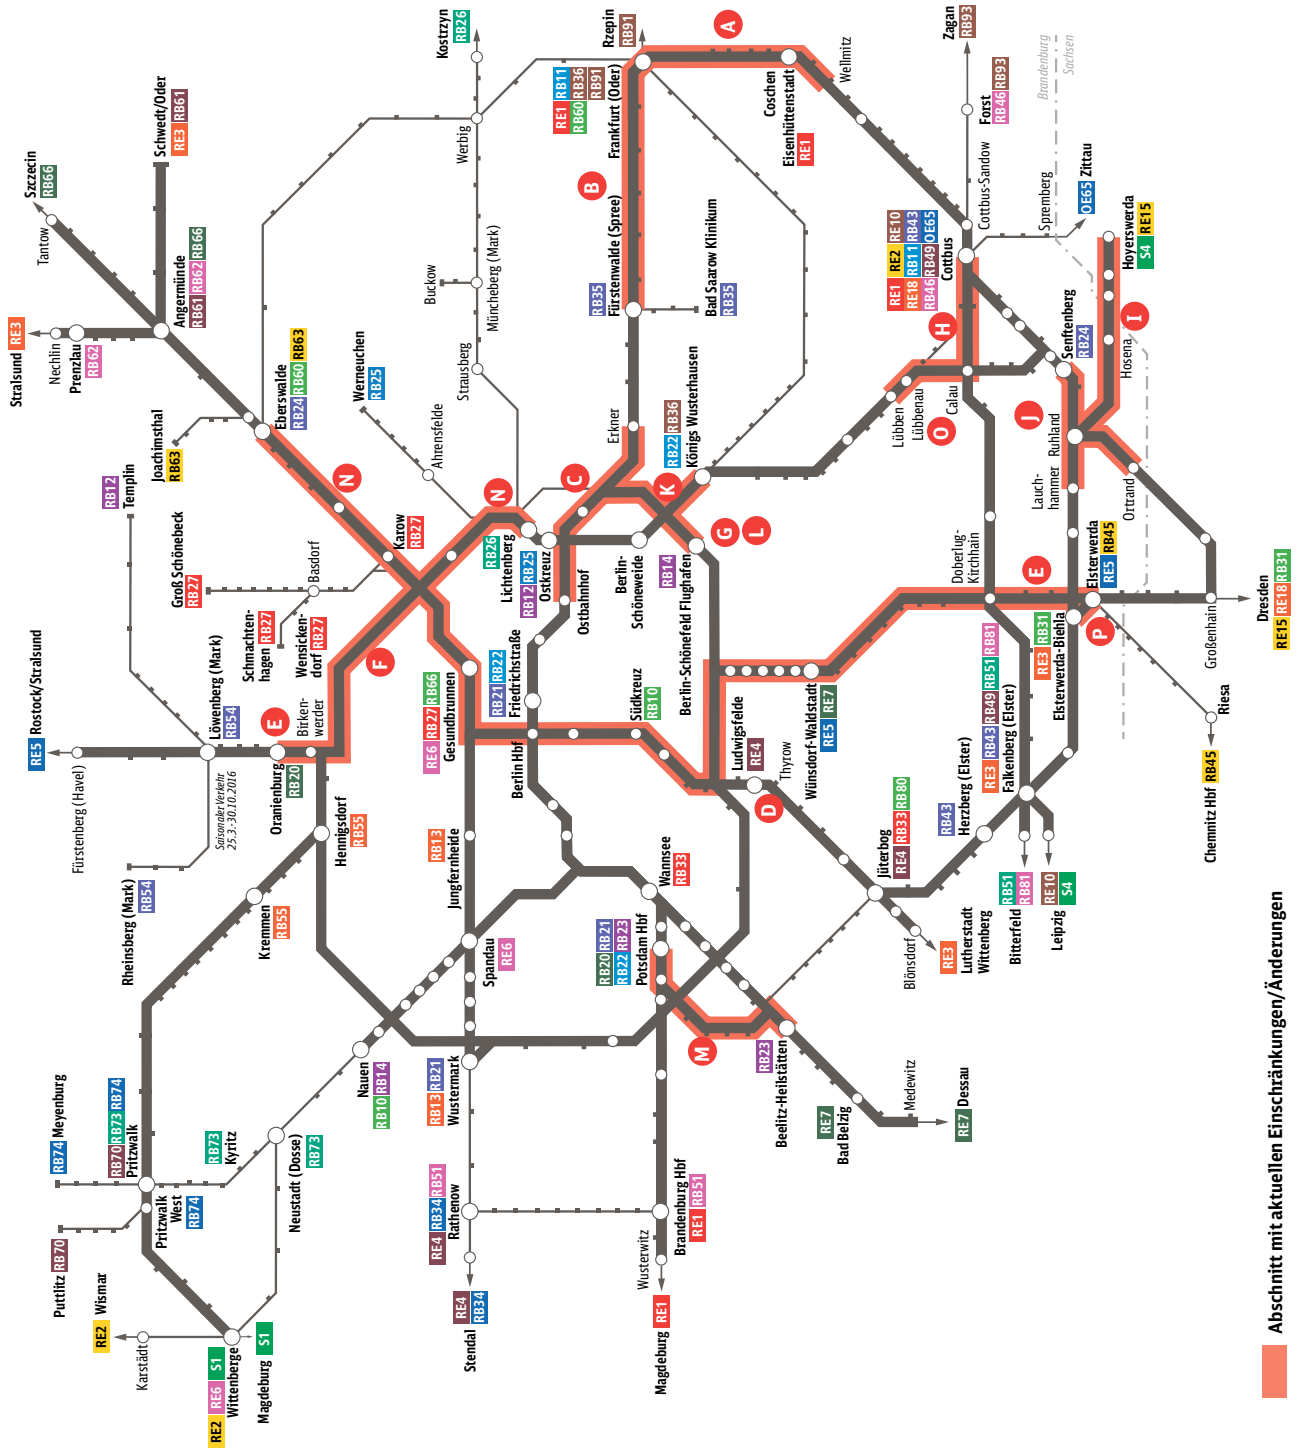 Wismar
RE2
Karstädt
RE2 RE6 S1
Wittenberge
Magdeburg S1
Puttlitz RB70
RB74 Meyenburg
RB70 RB73 RB74
Pritzwalk
Pritzwalk
West
RB74
RB73
Kyritz
Neustadt (Dosse)
RB73
Nauen
RB10 RB14
Rheinsberg (Mark)
RB54
Kremmen
RB55
Hennigsdorf
RB55
Saisonaler Verkehr
25.3.-30.10.2016
RE5 Rostock/Stralsund
Fürstenberg (Havel)
Löwenberg (Mark)
RB54
Oranienburg
RB20
E
Birken-
werder
F
Schmachten-
hagen RB27
Wensicken-
dorf RB27
Groß Schönebeck
RB27
Basdorf
Karow
RB27
RB12
Templin
Joachimsthal
RB63
Stralsund RE3
Nechlin
Prenzlau
RB62
Angermünde
RB61 RB62 RB66
Tantow
Szczecin
RB66
Schwedt/Oder
RE3 RB61
Eberswalde
RB24 RB60 RB63
N
Werneuchen
RB25
Ahrensfelde
N
Strausberg
Müncheberg (Mark)
Buckow
Werbig
Kostrzyn
RB26
Rzepin
RB91
RE1 RB11
RB60 RB36
RB91
Frankfurt (Oder)
A
Coschen
Eisenhüttenstadt
RE1
Wellmitz
B
RB35
Fürstenwalde (Spree)
Bad Saarow Klinikum
RB35
Erkner
C
RB26
Lichtenberg
RB12 RB25
Ostkreuz
Ostbahnhof
Berlin-
Schöneweide
RB14
Berlin-Schönefeld Flughafen
K
G
L
RB22 RB36
Königs Wusterhausen
RB21 RB22
Friedrichstraße
RE6 RB27 RB66
Gesundbrunnen
Berlin Hbf
Südkreuz
RB10
RB13
Jungfernheide
Spandau
RE6
RB13 RB21
Wustermark
RE4 RB34 RB51
Rathenow
RE4
RB34
Stendal
Wannsee
RB33
RB20 RB21
RB22 RB23
Potsdam Hbf
M
RB23
Beelitz-Heilstätten
Brandenburg Hbf
RE1 RB51
Wusterwitz
Magdeburg RE1
RE7
Bad Belzig
Medewitz
RE7 Dessau
Ludwigsfelde
RE4
D
Thyrow
Wünsdorf-Waldstadt
RE5 RE7
Jüterbog
RE4 RB33 RB80
Blönsdorf
RE3
Lutherstadt
Wittenberg
RB43
Herzberg (Elster)
RE3 RB43 RB49 RB51 RB81
Falkenberg (Elster)
RB51
RB81
Bitterfeld
RE10
S4
Leipzig
RE3 RB31
Elsterwerda-Biehla
P
E
Elsterwerda
RE5 RB45
Doberlug-
Kirchhain
Riesa
Chemnitz Hbf RB45
Großenhain
Dresden
RE15 RE18 RB31
Lübben
Lübbenau
O
Calau
H
RE1 RE2 RE10
RE18 RB11 RB43
RB46 RB49 OE65
Cottbus
Cottbus-Sandow
Forst
RB46 RB93
Zagan
RB93
Spremberg
OE65 Zittau
Brandenburg
Sachsen
Senftenberg
RB24
J
Ruhland
Lauch-
hammer
Ortrand
Hosena
I
Hoyerswerda
S4 RE15
Abschnitt mit aktuellen Einschränkungen/Änderungen